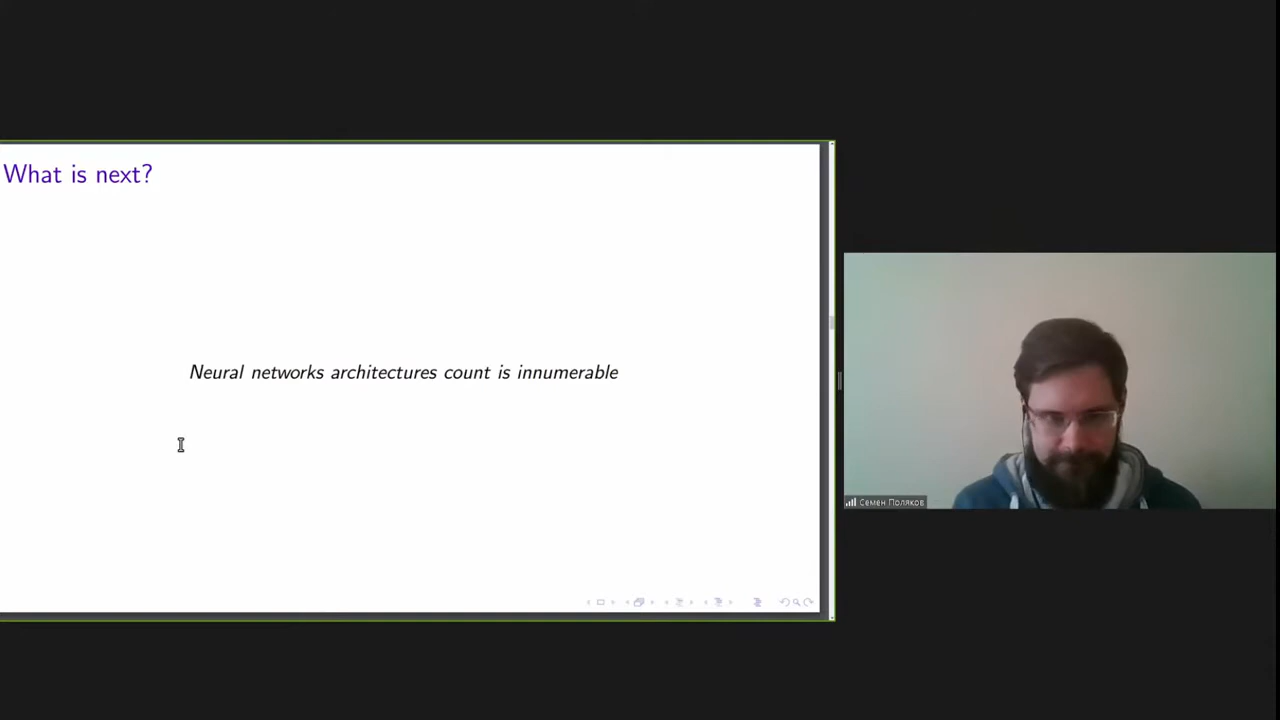 What is next?
Neural networks architectures count is innumerable
Семен Поляков